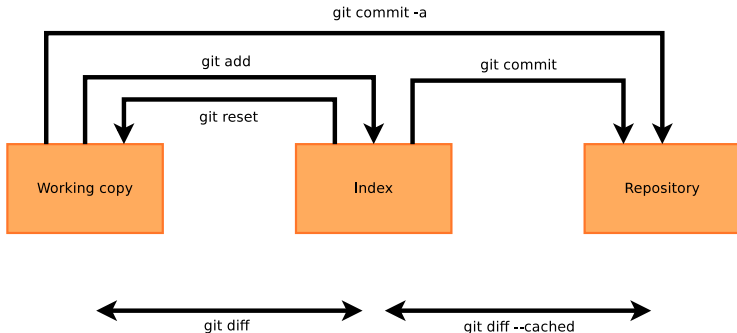 git commit -a
git add
git commit
git reset
Working copy
Index
Repository
git diff
git diff --cached